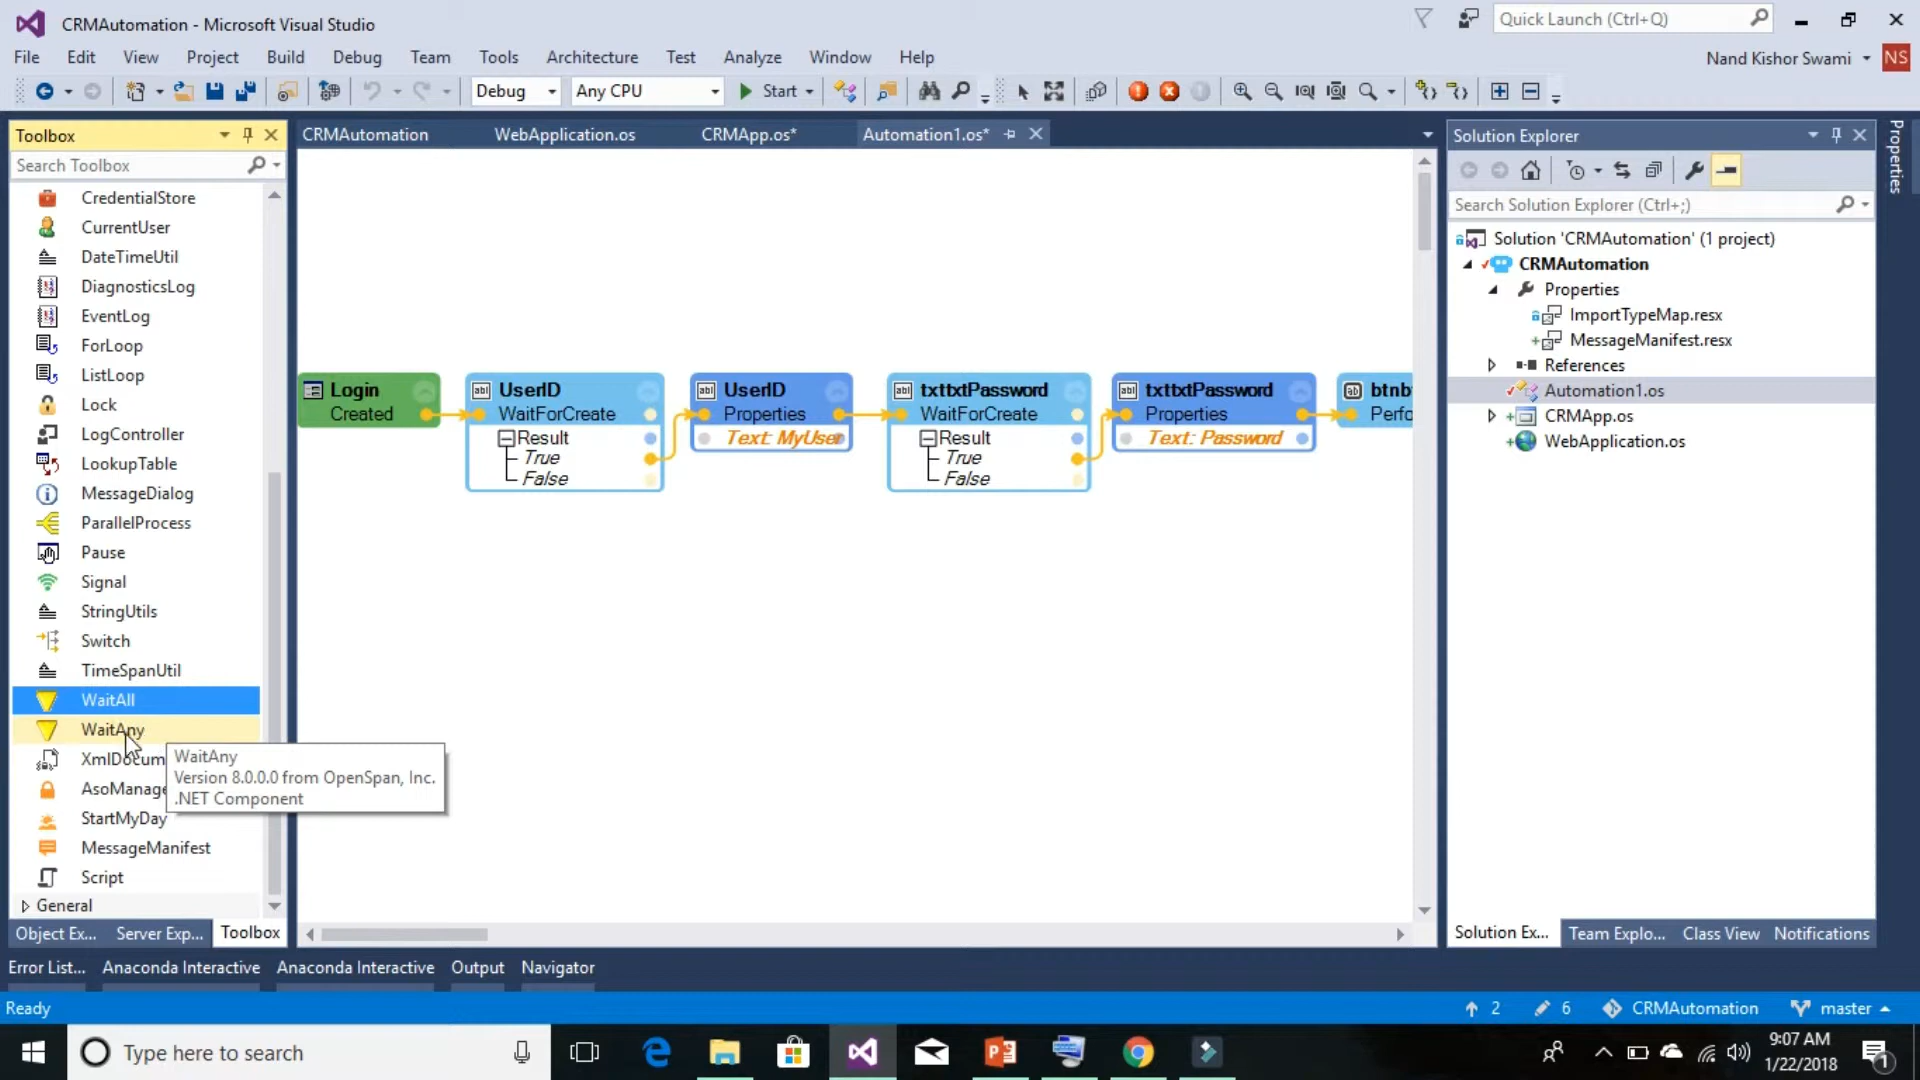 CRMAutomation - Microsoft Visual Studio
Quick Launch (Ctrl+Q)
File Edit View Project Build Debug Team Tools Architecture Test Analyze Window Help
Nand Kishor Swami NS
Debug Any CPU Start
Toolbox
Search Toolbox
CredentialStore
CurrentUser
DateTimeUtil
DiagnosticsLog
EventLog
ForLoop
ListLoop
Lock
LogController
LookupTable
MessageDialog
ParallelProcess
Pause
Signal
StringUtils
Switch
TimeSpanUtil
WaitAll
WaitAny
XmlDocum
AsoManage
StartMyDay
MessageManifest
Script
General
WaitAny
Version 8.0.0.0 from OpenSpan, Inc.
.NET Component
Object Ex... Server Exp... Toolbox
CRMAutomation WebApplication.os CRMApp.os* Automation1.os*
Login
Created
UserID
WaitForCreate
Result
True
False
UserID
Properties
Text: MyUser
txttxtPassword
WaitForCreate
Result
True
False
txttxtPassword
Properties
Text: Password
btnb
Perfo
Solution Explorer
Search Solution Explorer (Ctrl+;)
Solution 'CRMAutomation' (1 project)
CRMAutomation
Properties
ImportTypeMap.resx
MessageManifest.resx
References
Automation1.os
CRMApp.os
WebApplication.os
Solution Ex... Team Explo... Class View Notifications
Properties
Error List... Anaconda Interactive Anaconda Interactive Output Navigator
Ready
2 6 CRMAutomation master
Type here to search
9:07 AM
1/22/2018
1